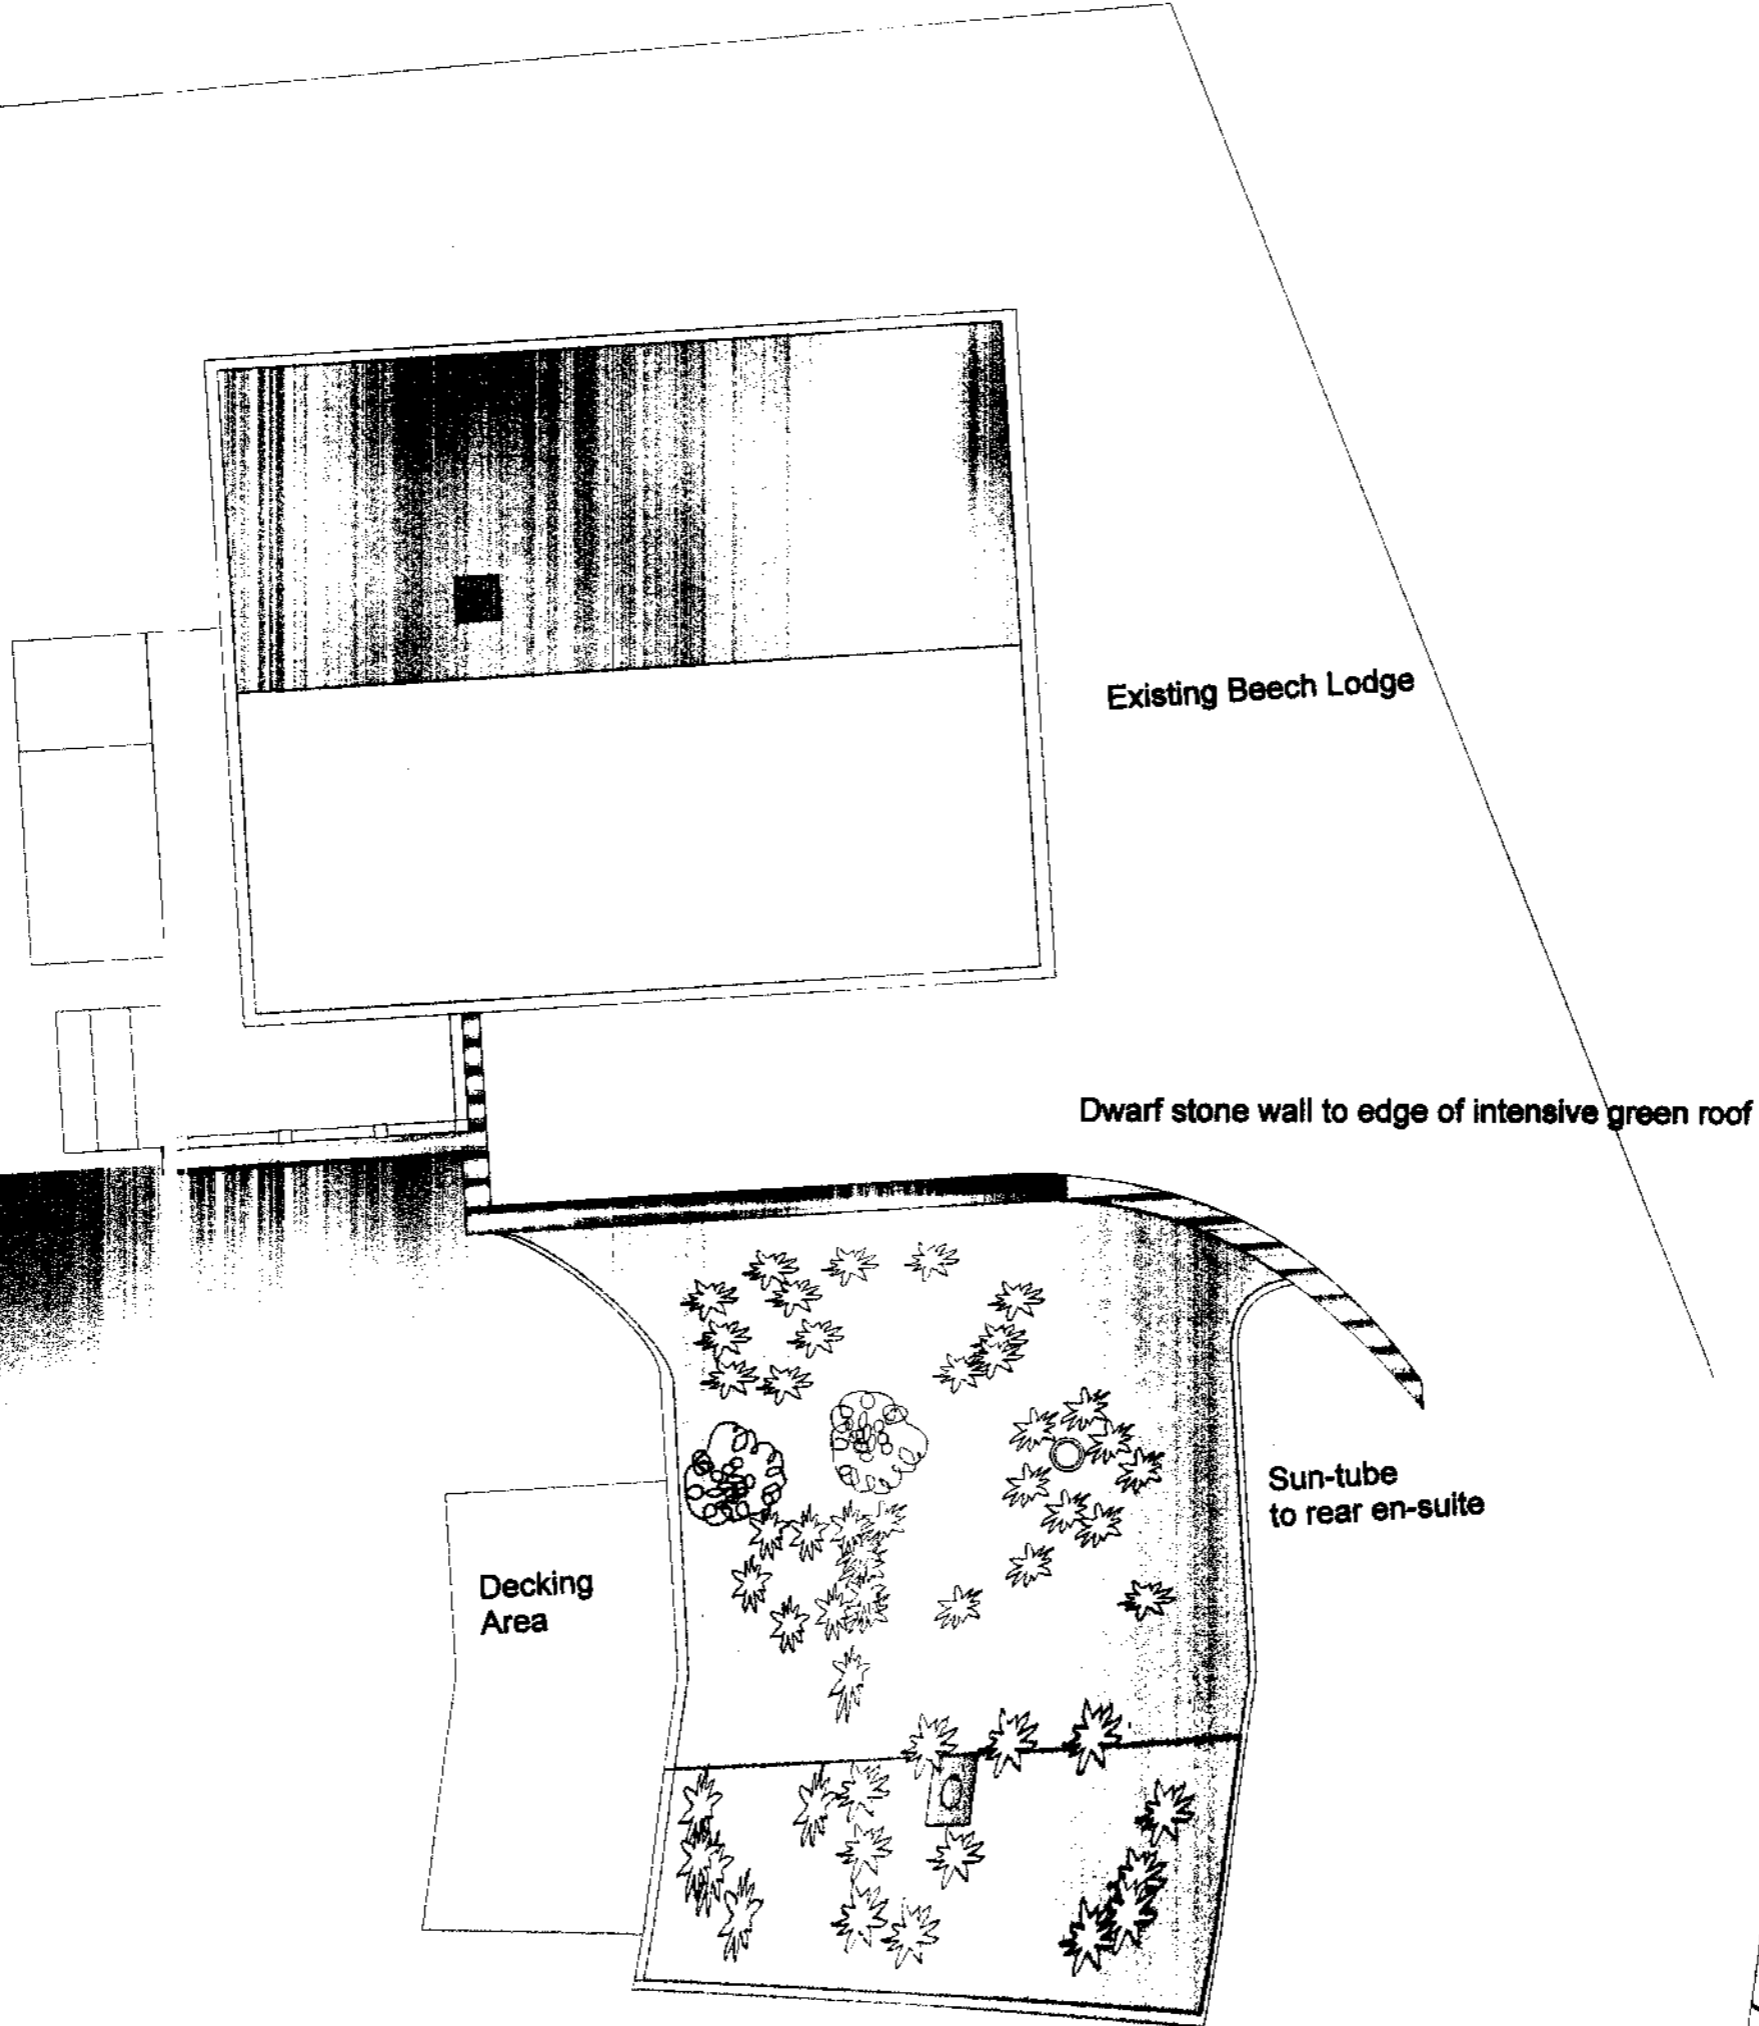 Existing Beech Lodge
Dwarf stone wall to edge of intensive green roof
Sun-tube
to rear en-suite
Decking
Area